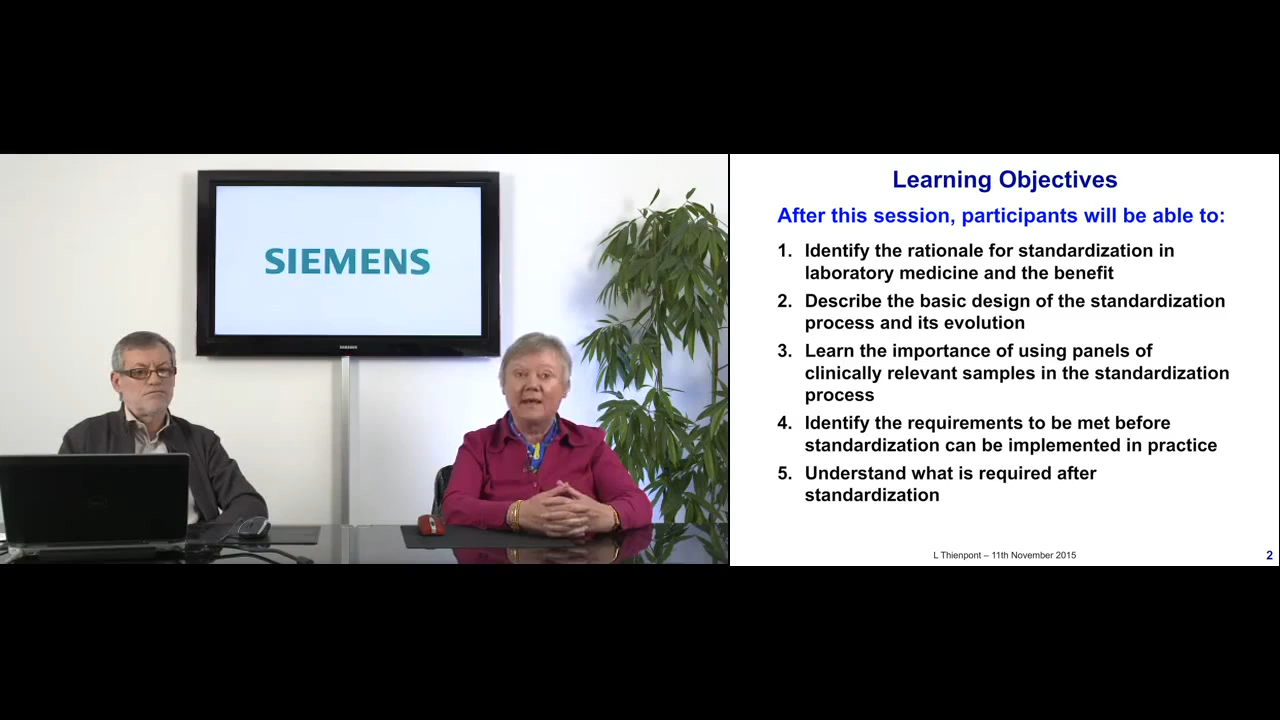 SIEMENS
SAMSUNG
Learning Objectives
After this session, participants will be able to:
1. Identify the rationale for standardization in
laboratory medicine and the benefit
2. Describe the basic design of the standardization
process and its evolution
3. Learn the importance of using panels of
clinically relevant samples in the standardization
process
4. Identify the requirements to be met before
standardization can be implemented in practice
5. Understand what is required after
standardization
L Thienpont – 11th November 2015
2